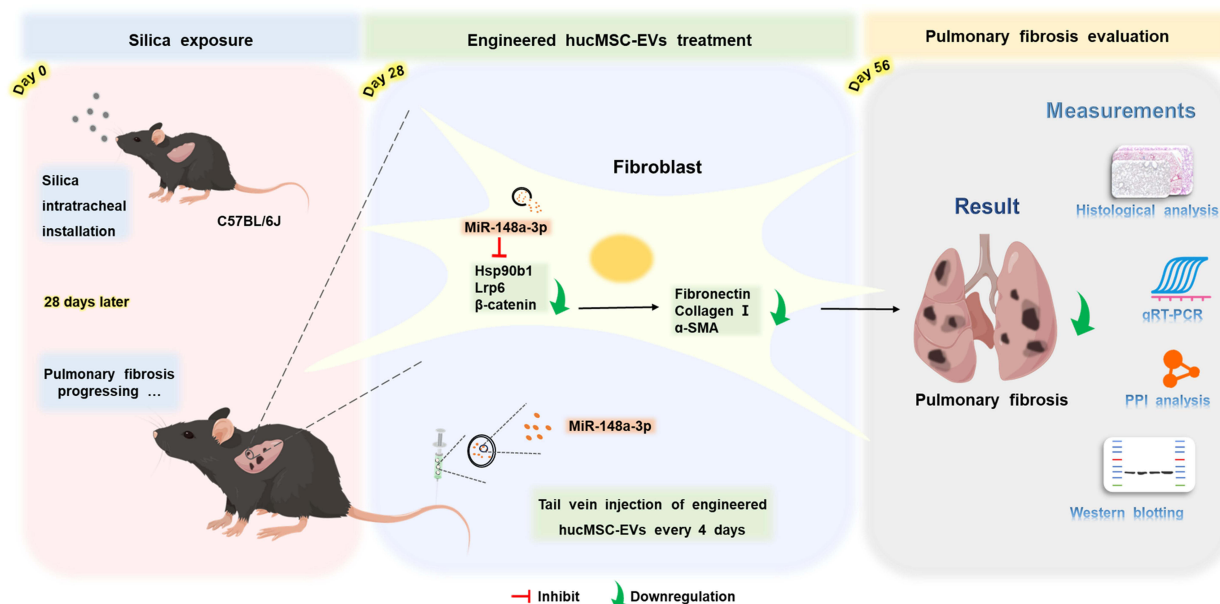 Silica exposure
Engineered hucMSC-EVs treatment
Pulmonary fibrosis evaluation
Day 0
Day 28
Day 56
Silica
intratracheal
installation
C57BL/6J
28 days later
Pulmonary fibrosis
progressing ...
Fibroblast
MiR-148a-3p
Hsp90b1
Lrp6
β-catenin
Fibronectin
Collagen I
α-SMA
MiR-148a-3p
Tail vein injection of engineered
hucMSC-EVs every 4 days
Result
Pulmonary fibrosis
Measurements
Histological analysis
qRT-PCR
PPI analysis
Western blotting
Inhibit
Downregulation